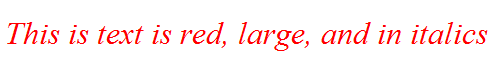 This is text is red, large, and in italics